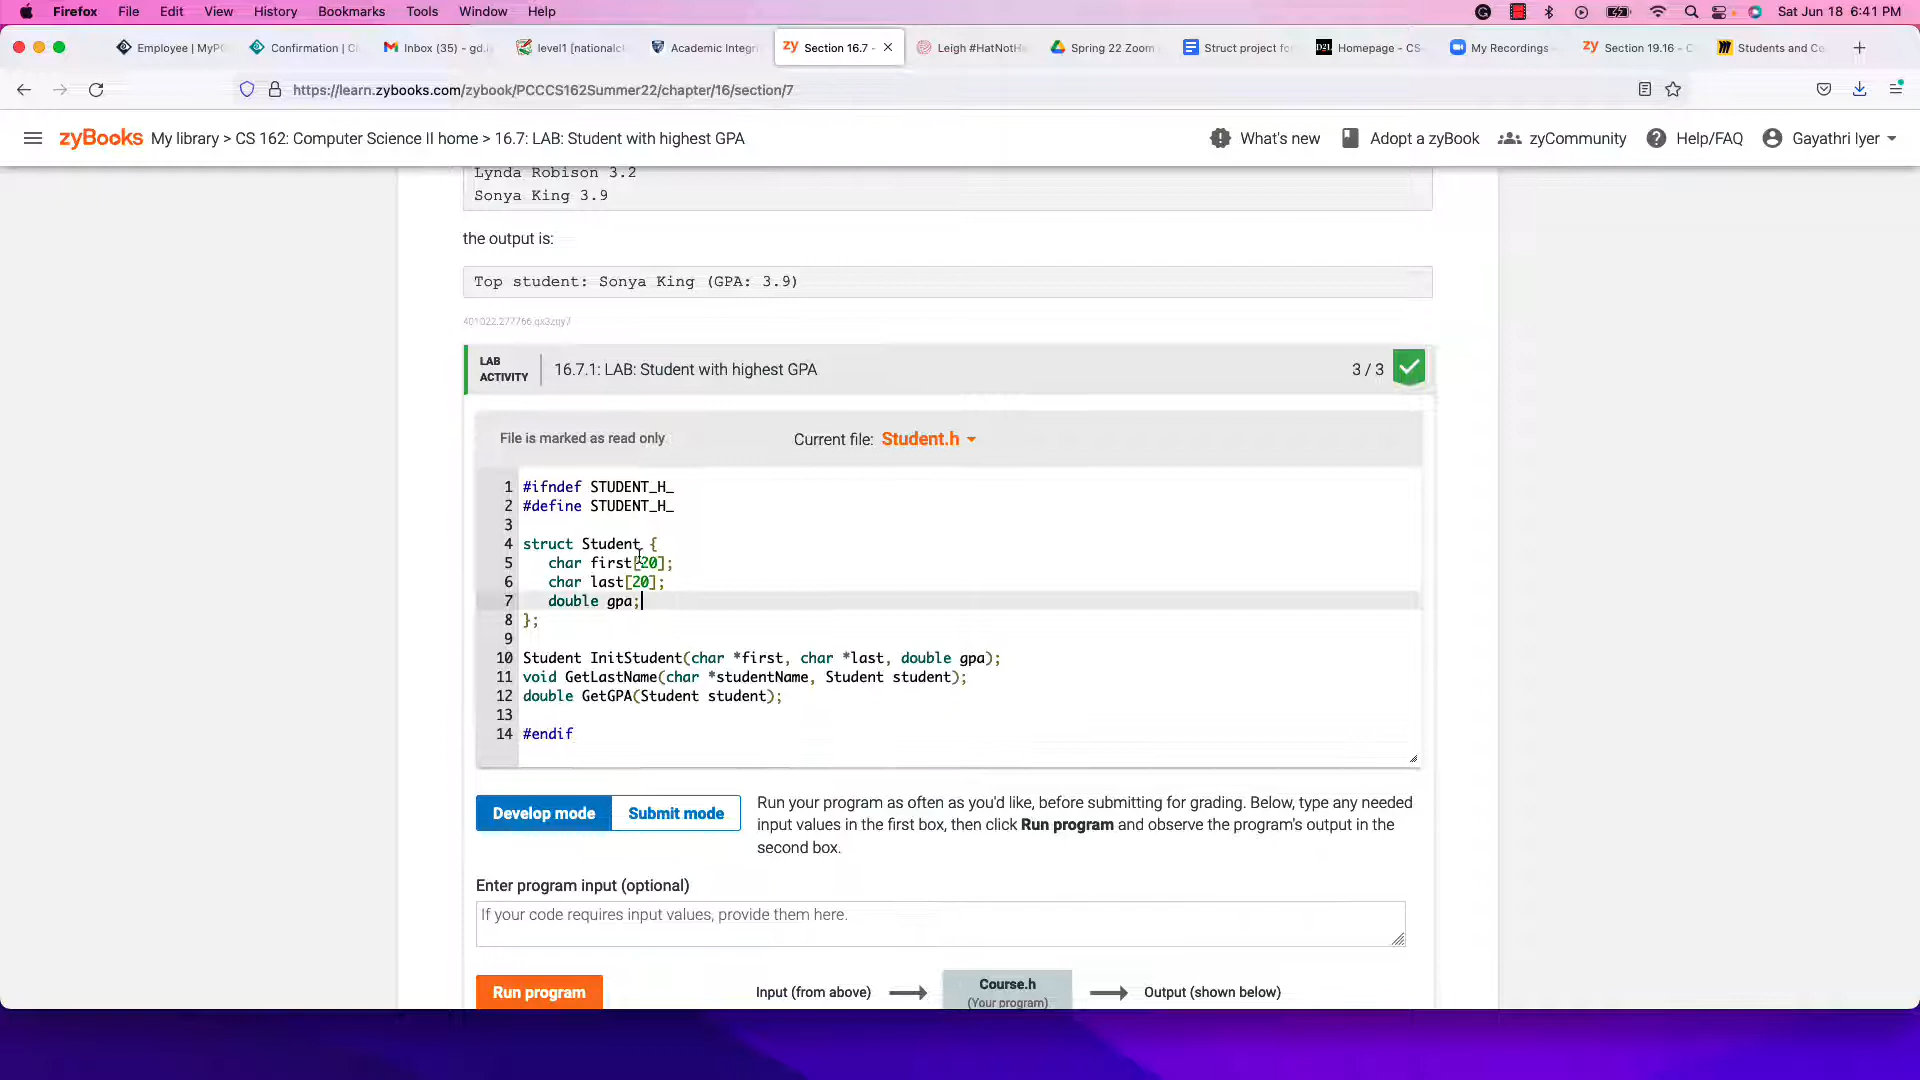 Firefox File Edit View History Bookmarks Tools Window Help Sat Jun 18 6:41 PM
Employee | MyPC Confirmation | Cl Inbox (35) - gd.i level1 [nationalcl Academic Integri zy Section 16.7 - Leigh #HatNotHa Spring 22 Zoom Struct project fo D2L Homepage - CS- My Recordings zy Section 19.16 - C Students and Co
https://learn.zybooks.com/zybook/PCCCS162Summer22/chapter/16/section/7
zyBooks My library > CS 162: Computer Science II home > 16.7: LAB: Student with highest GPA What's new Adopt a zyBook zyCommunity Help/FAQ Gayathri Iyer
Lynda Robison 3.2
Sonya King 3.9
the output is:
Top student: Sonya King (GPA: 3.9)
401022.277766.qx3zqy7
LAB
ACTIVITY
16.7.1: LAB: Student with highest GPA 3 / 3
File is marked as read only Current file: Student.h
1 #ifndef STUDENT_H_
2 #define STUDENT_H_
3
4 struct Student {
5 char first[20];
6 char last[20];
7 double gpa;
8 };
9
10 Student InitStudent(char *first, char *last, double gpa);
11 void GetLastName(char *studentName, Student student);
12 double GetGPA(Student student);
13
14 #endif
Develop mode Submit mode
Run your program as often as you'd like, before submitting for grading. Below, type any needed
input values in the first box, then click Run program and observe the program's output in the
second box.
Enter program input (optional)
If your code requires input values, provide them here.
Run program Input (from above) Course.h
(Your program)
Output (shown below)